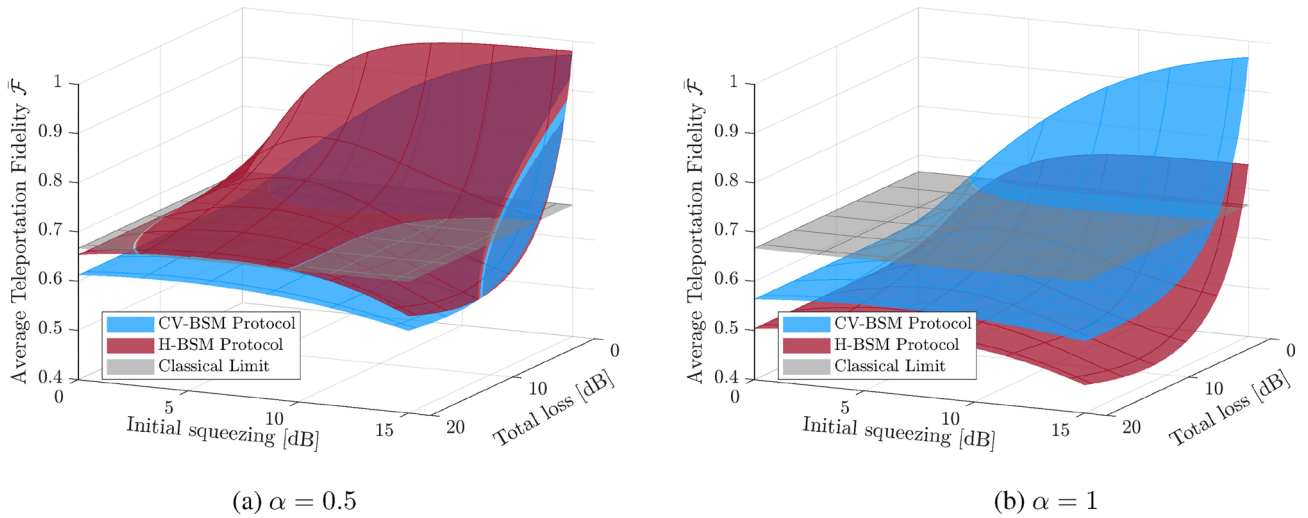 1
0.9
0.8
0.7
0.6
0.5
0.4
Average Teleportation Fidelity $\bar{\mathcal{F}}$
CV-BSM Protocol
H-BSM Protocol
Classical Limit
0
5
10
15
Initial squeezing [dB]
0
10
20
Total loss [dB]
(a) α = 0.5
1
0.9
0.8
0.7
0.6
0.5
0.4
Average Teleportation Fidelity $\bar{\mathcal{F}}$
CV-BSM Protocol
H-BSM Protocol
Classical Limit
0
5
10
15
Initial squeezing [dB]
0
10
20
Total loss [dB]
(b) α = 1